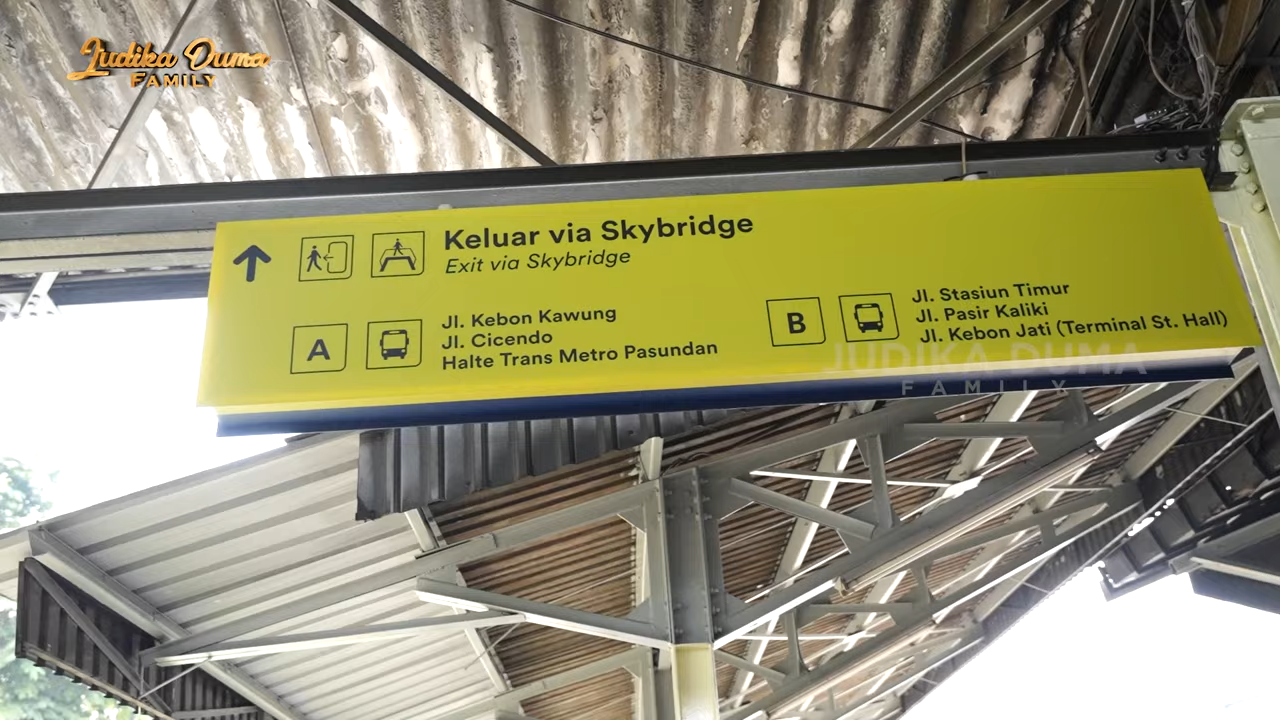 Judika Duma
FAMILY
Keluar via Skybridge
Exit via Skybridge
A
Jl. Kebon Kawung
Jl. Cicendo
Halte Trans Metro Pasundan
B
Jl. Stasiun Timur
Jl. Pasir Kaliki
Jl. Kebon Jati (Terminal St. Hall)
JUDIKA DUMA
FAMILY